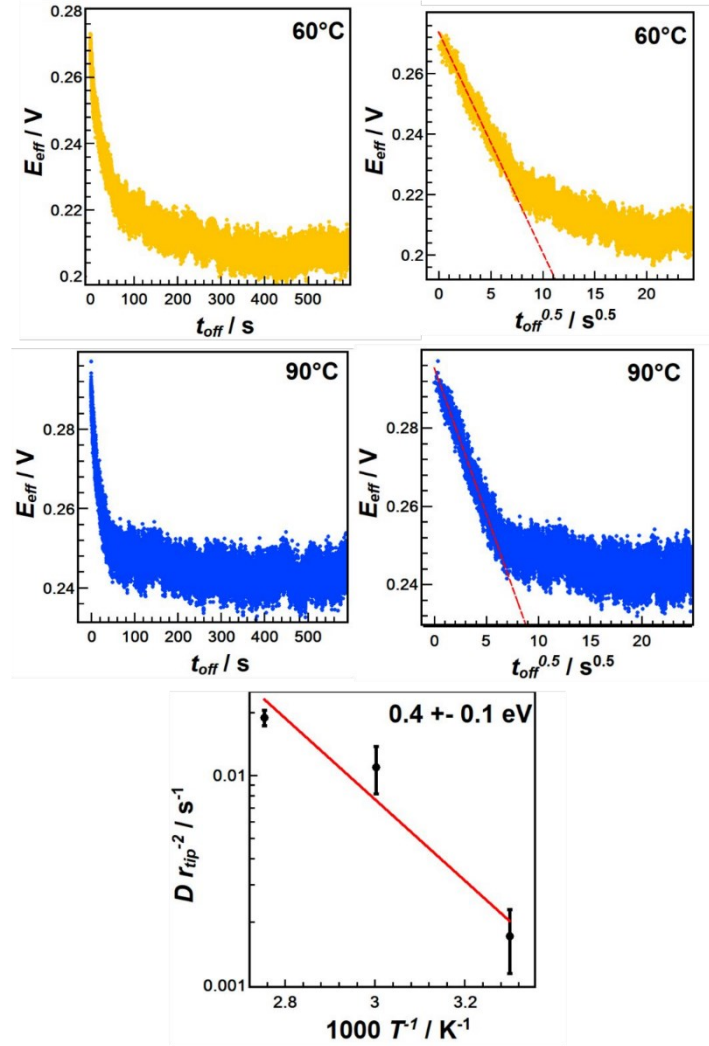 60°C
0.28
0.26
0.24
0.22
0.2
E_eff / V
0 100 200 300 400 500
t_off / s
60°C
0.28
0.26
0.24
0.22
0.2
E_eff / V
0 5 10 15 20
t_off^0.5 / s^0.5
90°C
0.28
0.26
0.24
E_eff / V
0 100 200 300 400 500
t_off / s
90°C
0.28
0.26
0.24
E_eff / V
0 5 10 15 20
t_off^0.5 / s^0.5
0.4 +- 0.1 eV
0.01
0.001
D r_tip^-2 / s^-1
2.8 3 3.2
1000 T^-1 / K^-1